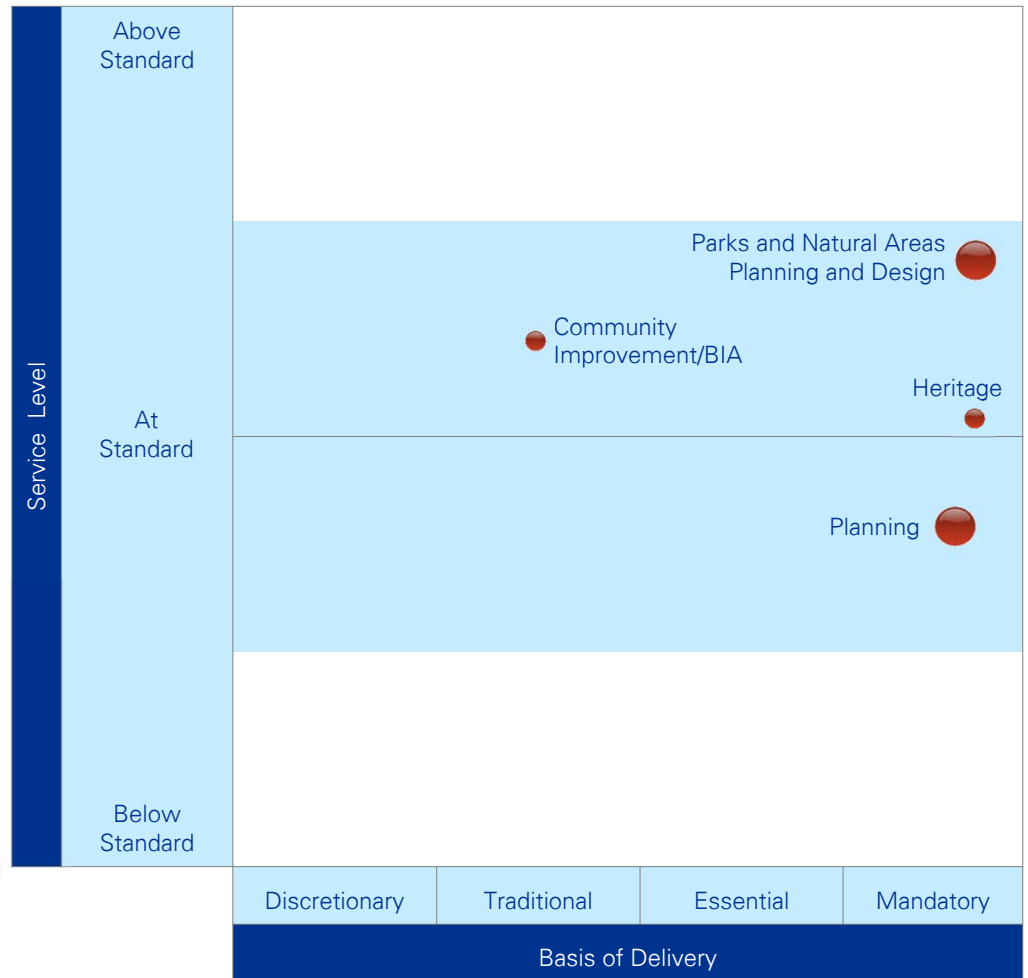 Above
Standard
Parks and Natural Areas
Planning and Design
Community
Improvement/BIA
Heritage
Service Level
At
Standard
Planning
Below
Standard
Discretionary
Traditional
Essential
Mandatory
Basis of Delivery